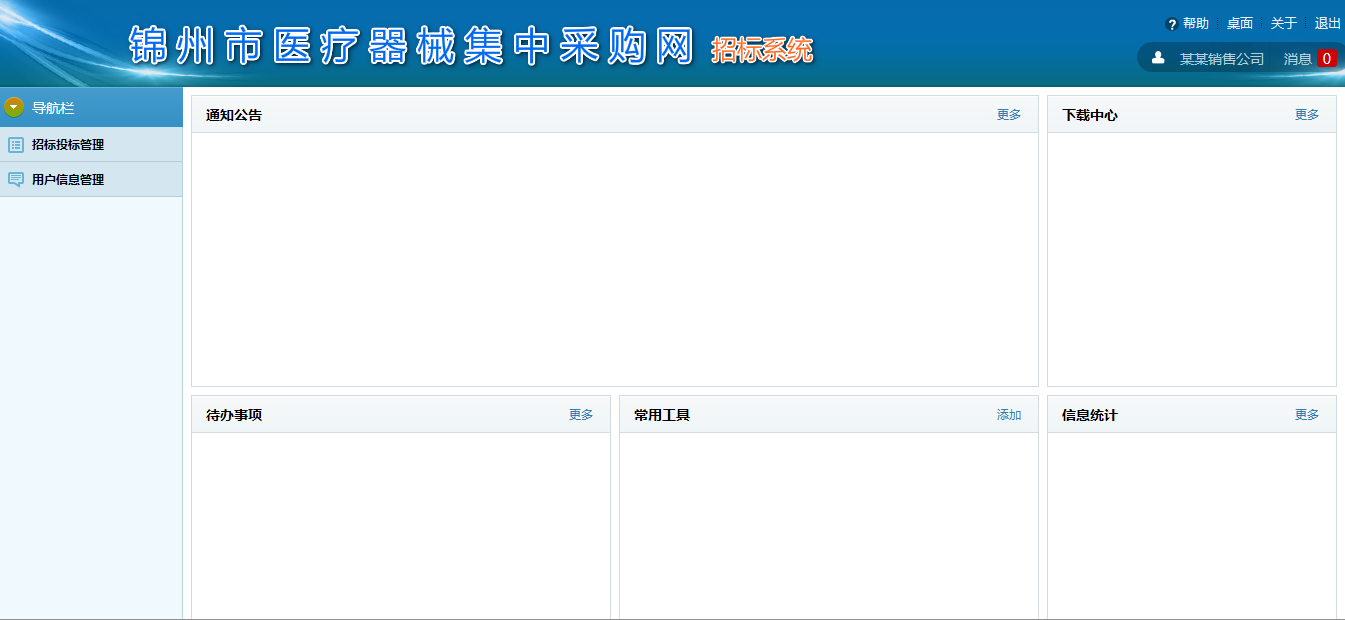 锦州市医疗器械集中采购网 招标系统
帮助 桌面 关于 退出
某某销售公司 消息 0
导航栏
招标投标管理
用户信息管理
通知公告 更多
下载中心 更多
待办事项 更多
常用工具 添加
信息统计 更多